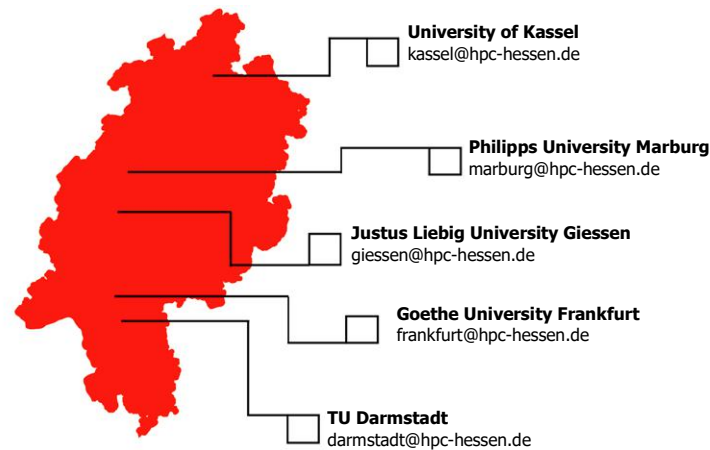 University of Kassel
kassel@hpc-hessen.de
Philipps University Marburg
marburg@hpc-hessen.de
Justus Liebig University Giessen
giessen@hpc-hessen.de
Goethe University Frankfurt
frankfurt@hpc-hessen.de
TU Darmstadt
darmstadt@hpc-hessen.de